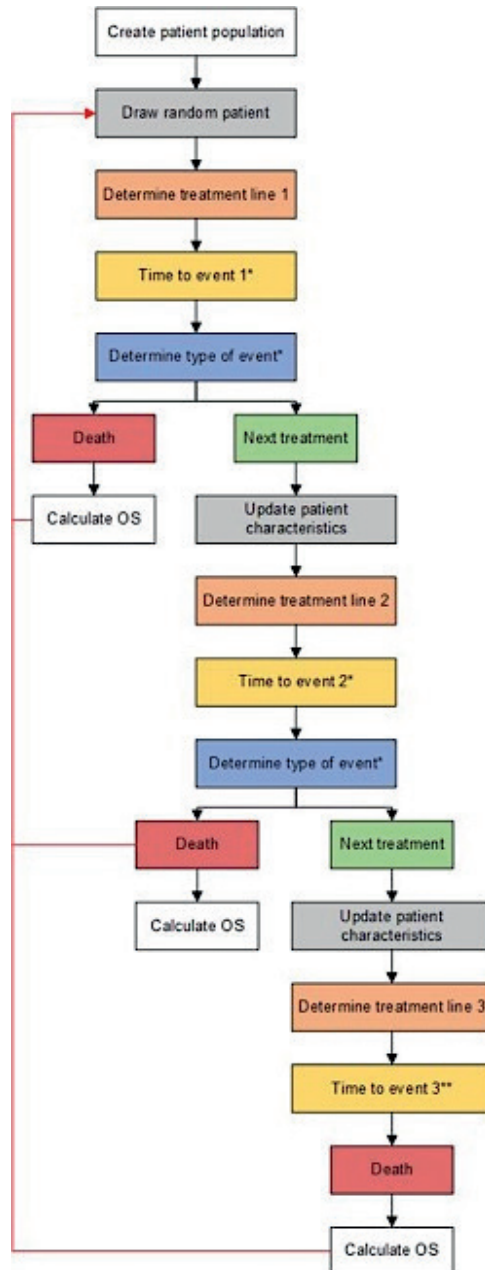 Create patient population
Draw random patient
Determine treatment line 1
Time to event 1*
Determine type of event*
Death
Next treatment
Calculate OS
Update patient
characteristics
Determine treatment line 2
Time to event 2*
Determine type of event*
Death
Next treatment
Calculate OS
Update patient
characteristics
Determine treatment line 3
Time to event 3**
Death
Calculate OS